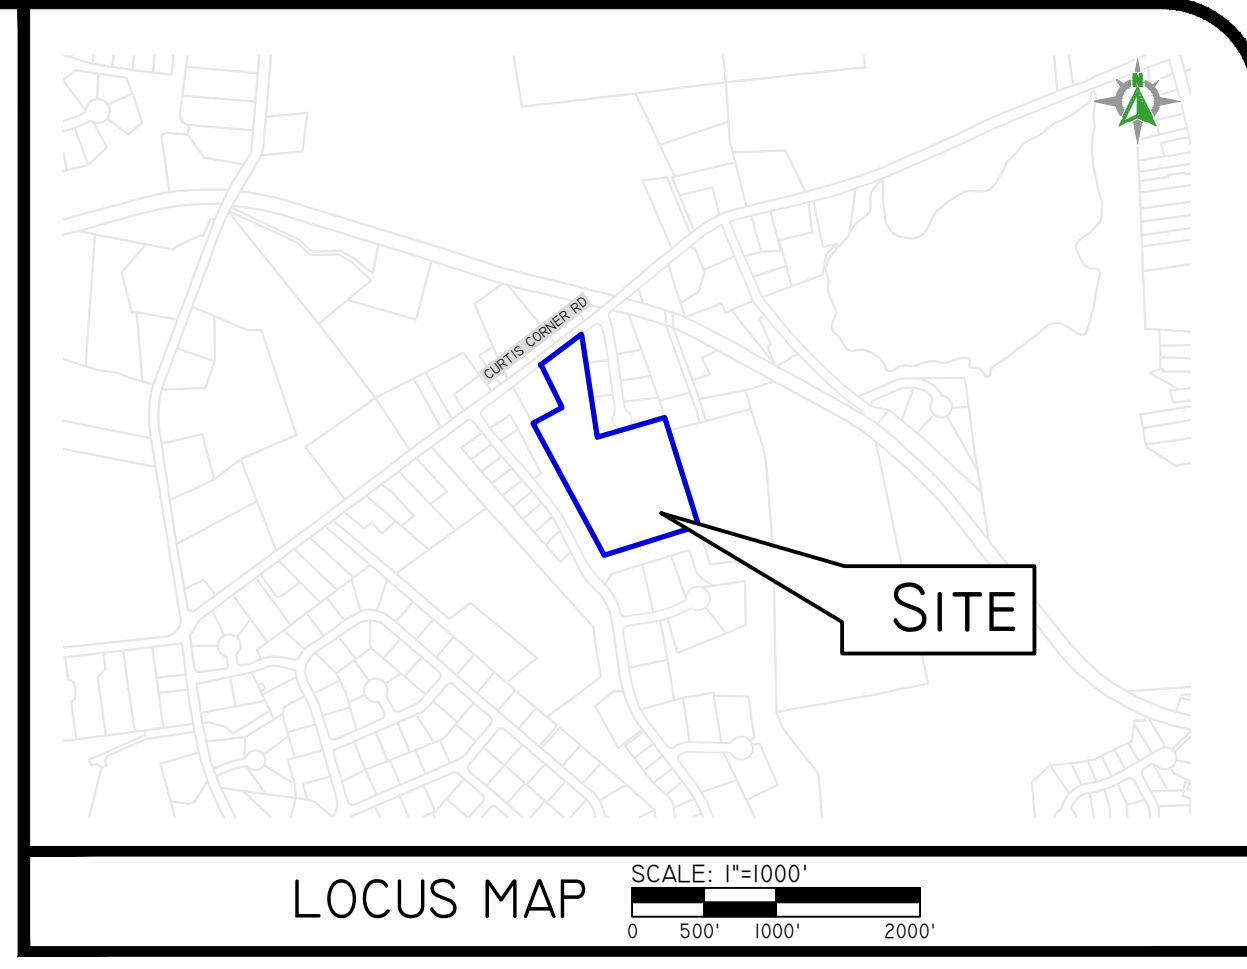 N
CURTIS CORNER RD
SITE
LOCUS MAP
SCALE: 1"=1000'
0 500' 1000' 2000'